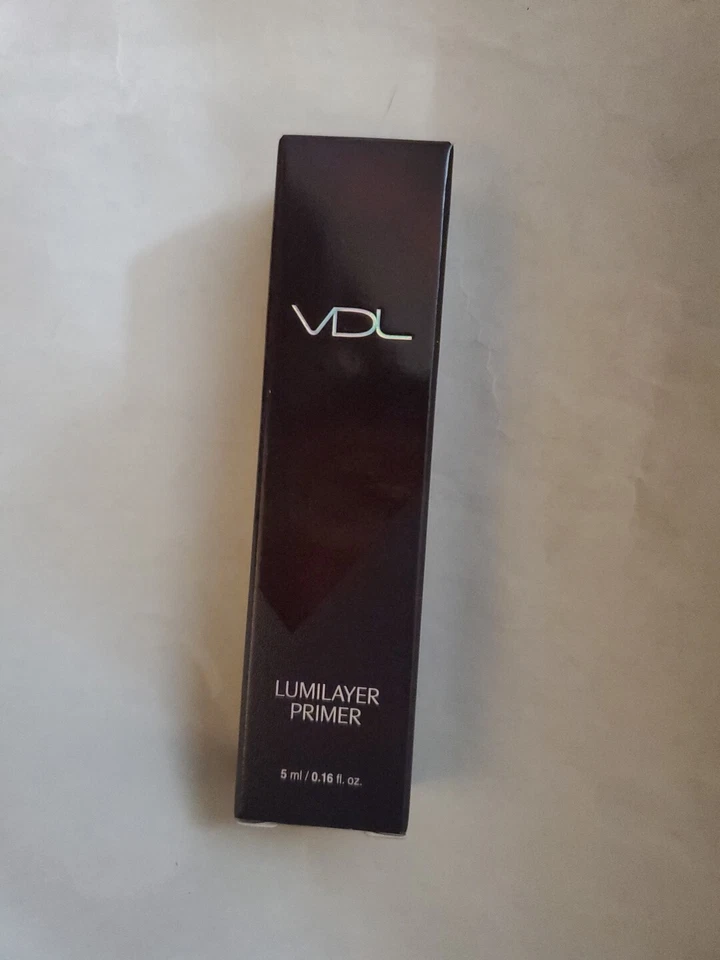 VDL
LUMILAYER
PRIMER
5 ml / 0.16 fl. oz.